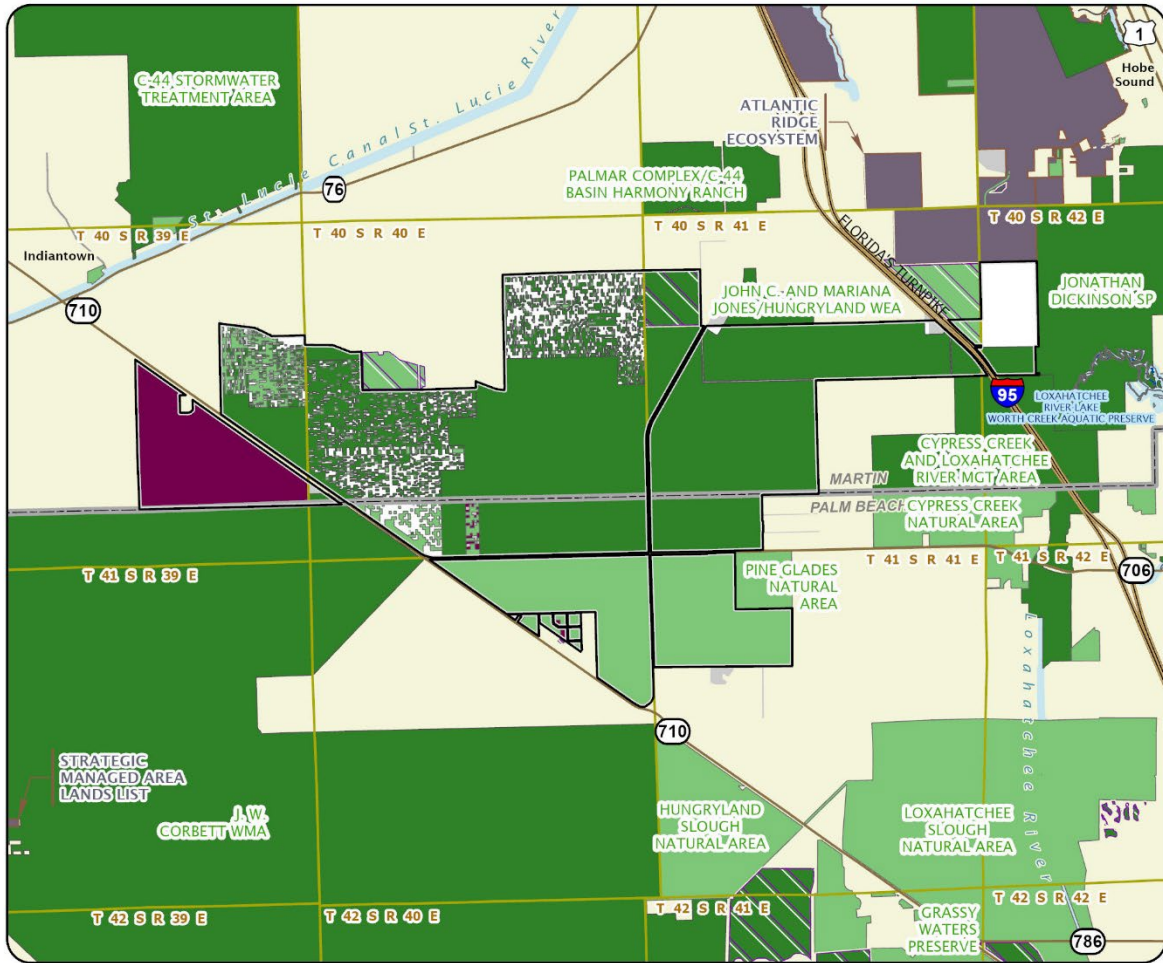 1
Hobe
Sound
C-44 STORMWATER
TREATMENT AREA
St. Lucie Canal
St. Lucie River
ATLANTIC
RIDGE
ECOSYSTEM
76
PALMAR COMPLEX/C-44
BASIN HARMONY RANCH
T 40 S R 39 E
T 40 S R 40 E
T 40 S R 41 E
T 40 S R 42 E
Indiantown
FLORIDA'S TURNPIKE
710
JOHN C. AND MARIANA
JONES/HUNGRYLAND WEA
JONATHAN
DICKINSON SP
95
LOXAHATCHEE
RIVER-LAKE
WORTH CREEK AQUATIC PRESERVE
CYPRESS CREEK
AND LOXAHATCHEE
RIVER MGT AREA
MARTIN
PALM BEACH
CYPRESS CREEK
NATURAL AREA
T 41 S R 39 E
T 41 S R 41 E
T 41 S R 42 E
706
PINE GLADES
NATURAL
AREA
Loxahatchee River
710
STRATEGIC
MANAGED AREA
LANDS LIST
J. W.
CORBETT WMA
HUNGRYLAND
SLOUGH
NATURAL AREA
LOXAHATCHEE
SLOUGH
NATURAL AREA
T 42 S R 39 E
T 42 S R 40 E
T 42 S R 41 E
T 42 S R 42 E
GRASSY
WATERS
PRESERVE
786